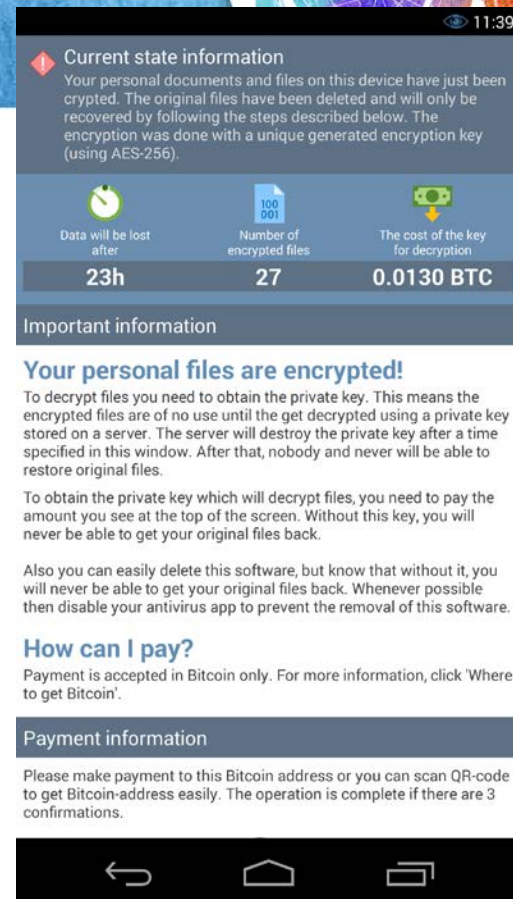 11:39
Current state information
Your personal documents and files on this device have just been
crypted. The original files have been deleted and will only be
recovered by following the steps described below. The
encryption was done with a unique generated encryption key
(using AES-256).
100
001
Data will be lost
after
Number of
encrypted files
The cost of the key
for decryption
23h
27
0.0130 BTC
Important information
Your personal files are encrypted!
To decrypt files you need to obtain the private key. This means the
encrypted files are of no use until the get decrypted using a private key
stored on a server. The server will destroy the private key after a time
specified in this window. After that, nobody and never will be able to
restore original files.
To obtain the private key which will decrypt files, you need to pay the
amount you see at the top of the screen. Without this key, you will
never be able to get your original files back.
Also you can easily delete this software, but know that without it, you
will never be able to get your original files back. Whenever possible
then disable your antivirus app to prevent the removal of this software.
How can I pay?
Payment is accepted in Bitcoin only. For more information, click 'Where
to get Bitcoin'.
Payment information
Please make payment to this Bitcoin address or you can scan QR-code
to get Bitcoin-address easily. The operation is complete if there are 3
confirmations.